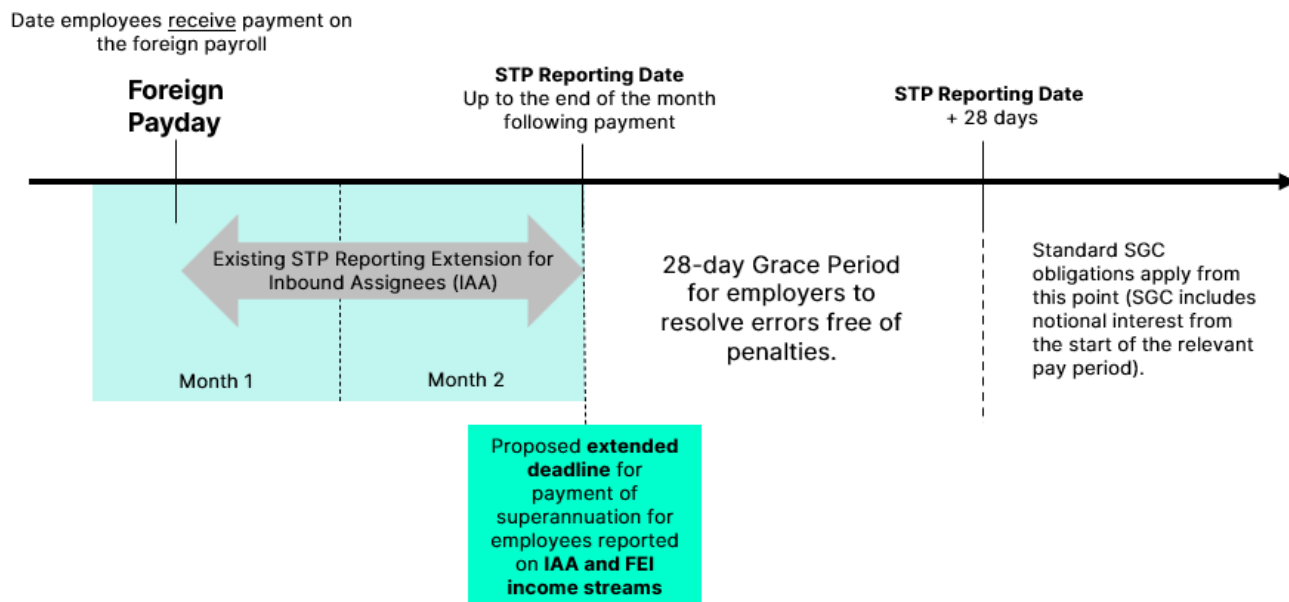 Date employees receive payment on
the foreign payroll
Foreign
Payday
STP Reporting Date
Up to the end of the month
following payment
STP Reporting Date
+ 28 days
Existing STP Reporting Extension for
Inbound Assignees (IAA)
Month 1
Month 2
28-day Grace Period
for employers to
resolve errors free of
penalties.
Standard SGC
obligations apply from
this point (SGC includes
notional interest from
the start of the relevant
pay period).
Proposed extended
deadline for
payment of
superannuation for
employees reported
on IAA and FEI
income streams